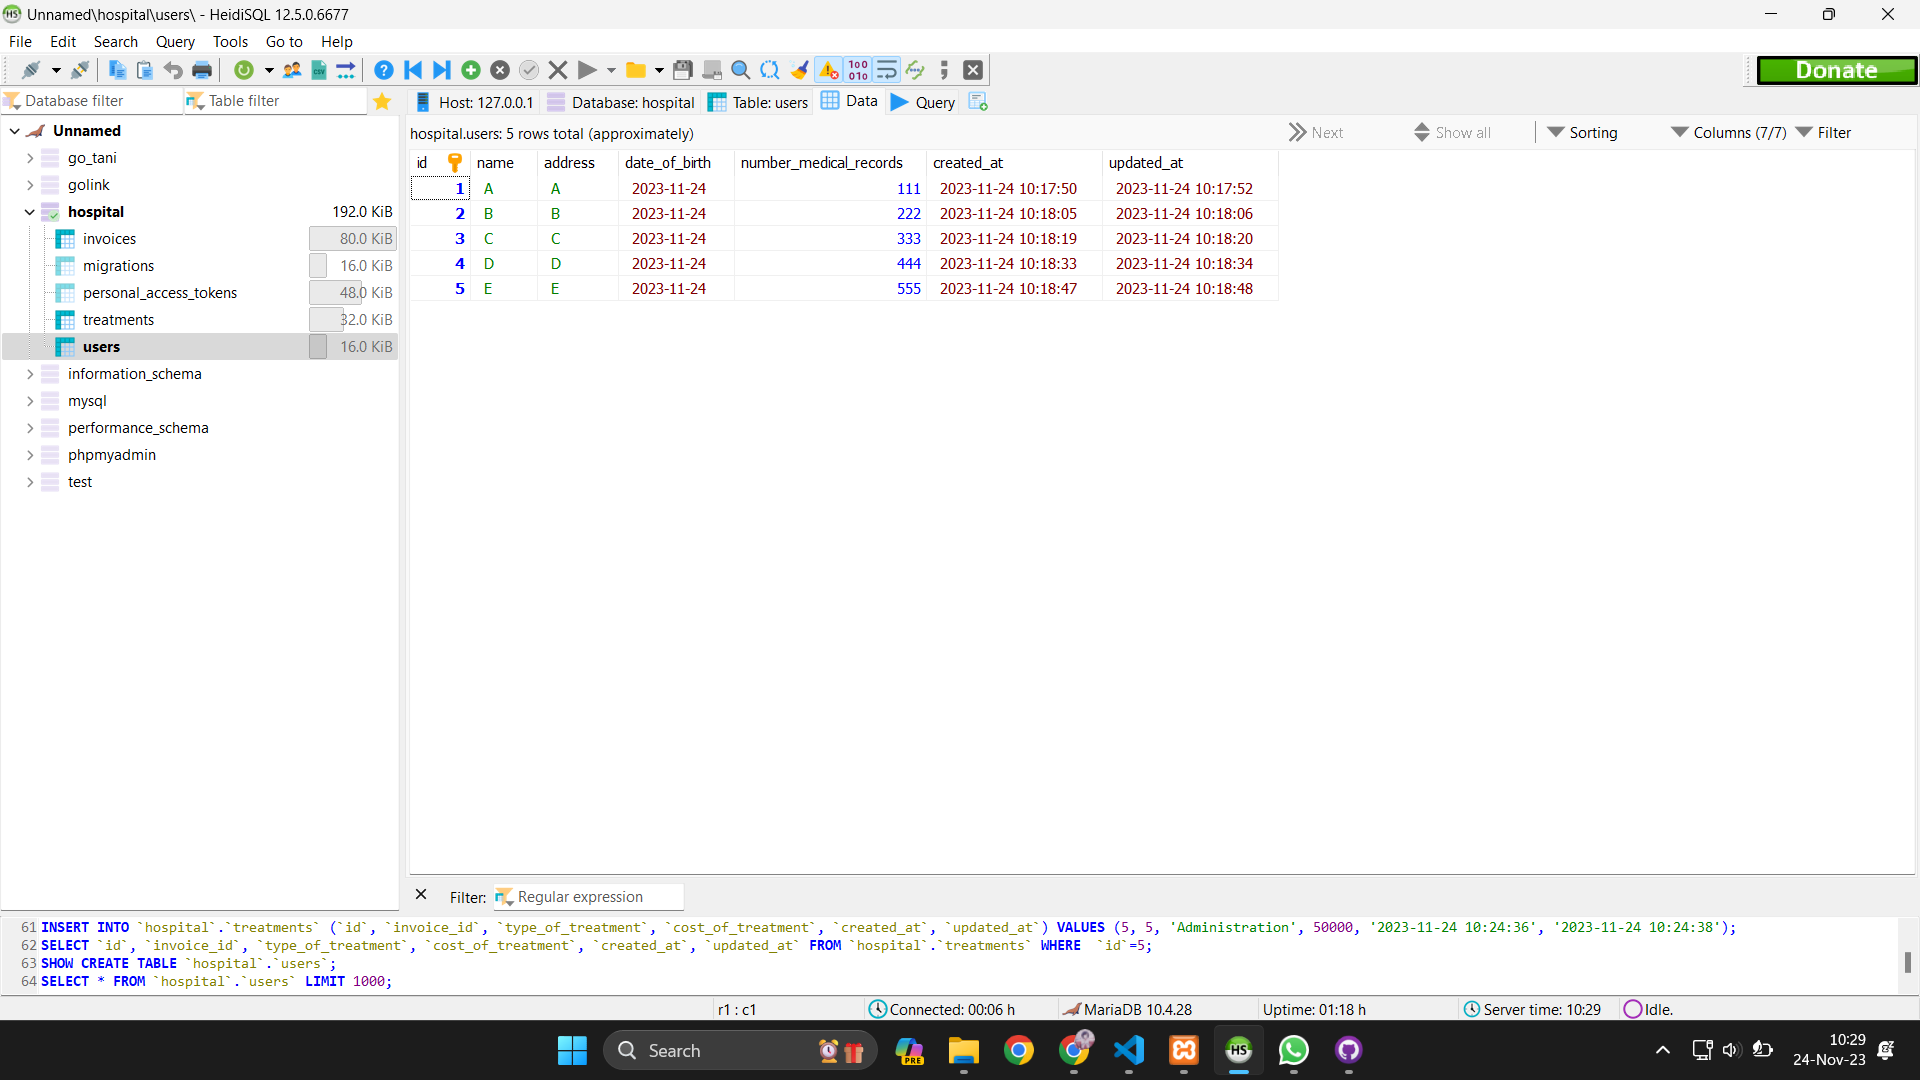 Unnamed\hospital\users\ - HeidiSQL 12.5.0.6677
File Edit Search Query Tools Go to Help
Donate
Database filter Table filter
Host: 127.0.0.1 Database: hospital Table: users Data Query
Unnamed
go_tani
golink
hospital 192.0 KiB
invoices 80.0 KiB
migrations 16.0 KiB
personal_access_tokens 48.0 KiB
treatments 32.0 KiB
users 16.0 KiB
information_schema
mysql
performance_schema
phpmyadmin
test
hospital.users: 5 rows total (approximately) Next Show all Sorting Columns (7/7) Filter
id name address date_of_birth number_medical_records created_at updated_at
1 A A 2023-11-24 111 2023-11-24 10:17:50 2023-11-24 10:17:52
2 B B 2023-11-24 222 2023-11-24 10:18:05 2023-11-24 10:18:06
3 C C 2023-11-24 333 2023-11-24 10:18:19 2023-11-24 10:18:20
4 D D 2023-11-24 444 2023-11-24 10:18:33 2023-11-24 10:18:34
5 E E 2023-11-24 555 2023-11-24 10:18:47 2023-11-24 10:18:48
Filter: Regular expression
61 INSERT INTO `hospital`.`treatments` (`id`, `invoice_id`, `type_of_treatment`, `cost_of_treatment`, `created_at`, `updated_at`) VALUES (5, 5, 'Administration', 50000, '2023-11-24 10:24:36', '2023-11-24 10:24:38');
62 SELECT `id`, `invoice_id`, `type_of_treatment`, `cost_of_treatment`, `created_at`, `updated_at` FROM `hospital`.`treatments` WHERE  `id`=5;
63 SHOW CREATE TABLE `hospital`.`users`;
64 SELECT * FROM `hospital`.`users` LIMIT 1000;
r1 : c1 Connected: 00:06 h MariaDB 10.4.28 Uptime: 01:18 h Server time: 10:29 Idle.
Search PRE HS
10:29
24-Nov-23